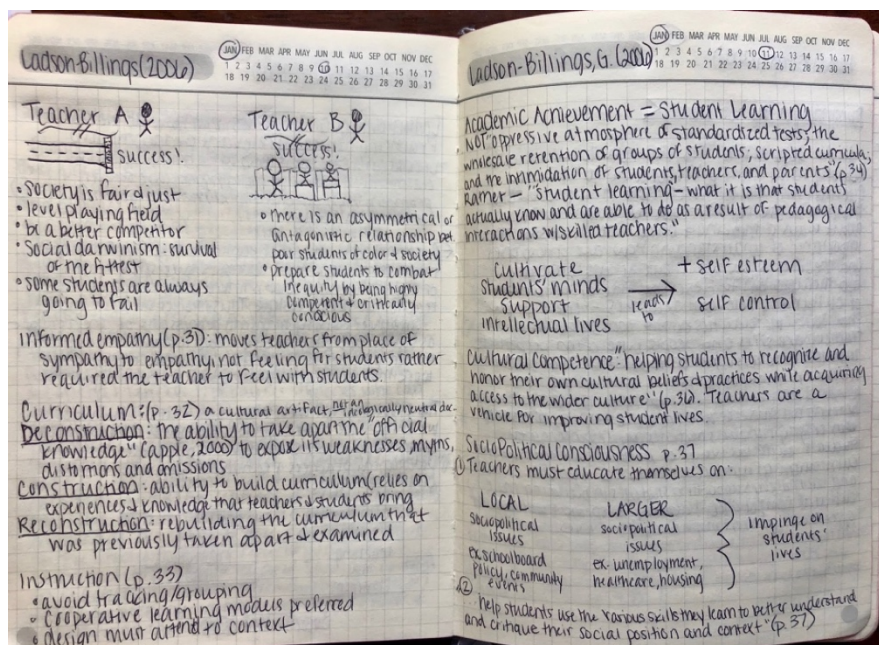 Ladson-Billings (2006)
JAN FEB MAR APR MAY JUN JUL AUG SEP OCT NOV DEC
1 2 3 4 5 6 7 8 9 10 11 12 13 14 15 16 17
18 19 20 21 22 23 24 25 26 27 28 29 30 31
Teacher A
success!
• society is fair & just
• level playing field
• be a better competitor
• Social darwinism: survival
of the fittest
• some students are always
going to fail
Teacher B
success!
• there is an asymmetrical or
antagonistic relationship bet
poor students of color & society
• prepare students to combat
inequity by being highly
competent & critically
conscious
informed empathy (p.31): moves teachers from place of
sympathy to empathy, not feeling for students rather
required the teacher to feel with students.
Curriculum: (p. 32) a cultural artifact, not an ideologically neutral doc.
Deconstruction: the ability to take apart the "official
knowledge" (apple, 2000) to expose its weaknesses, myths,
distortions and omissions
Construction: ability to build curriculum (relies on
experiences & knowledge that teachers & students bring
Reconstruction: rebuilding the curriculum that
was previously taken apart & examined
Instruction (p. 33)
• avoid tracking/grouping
• cooperative learning models preferred
• design must attend to context
Ladson-Billings, G. (2006)
JAN FEB MAR APR MAY JUN JUL AUG SEP OCT NOV DEC
1 2 3 4 5 6 7 8 9 10 11 12 13 14 15 16 17
18 19 20 21 22 23 24 25 26 27 28 29 30 31
Academic Achievement = Student Learning
NOT "oppressive atmosphere of standardized tests, the
wholesale retention of groups of students, scripted curricula,
and the intimidation of students, teachers, and parents" (p 34)
Rather - "student learning - what it is that students
actually know and are able to do as a result of pedagogical
interactions w/skilled teachers."
Cultivate
students' minds
Support
intellectual lives
leads to
+ self esteem
self control
Cultural Competence "helping students to recognize and
honor their own cultural beliefs & practices while acquiring
access to the wider culture" (p.36). Teachers are a
vehicle for improving student lives.
SocioPolitical Consciousness p. 37
① Teachers must educate themselves on:
LOCAL
sociopolitical
issues
ex. schoolboard
policy, community
events
LARGER
sociopolitical
issues
ex. unemployment,
healthcare, housing
impinge on
students'
lives
②
"help students use the various skills they learn to better understand
and critique their social position and context" (p.37)